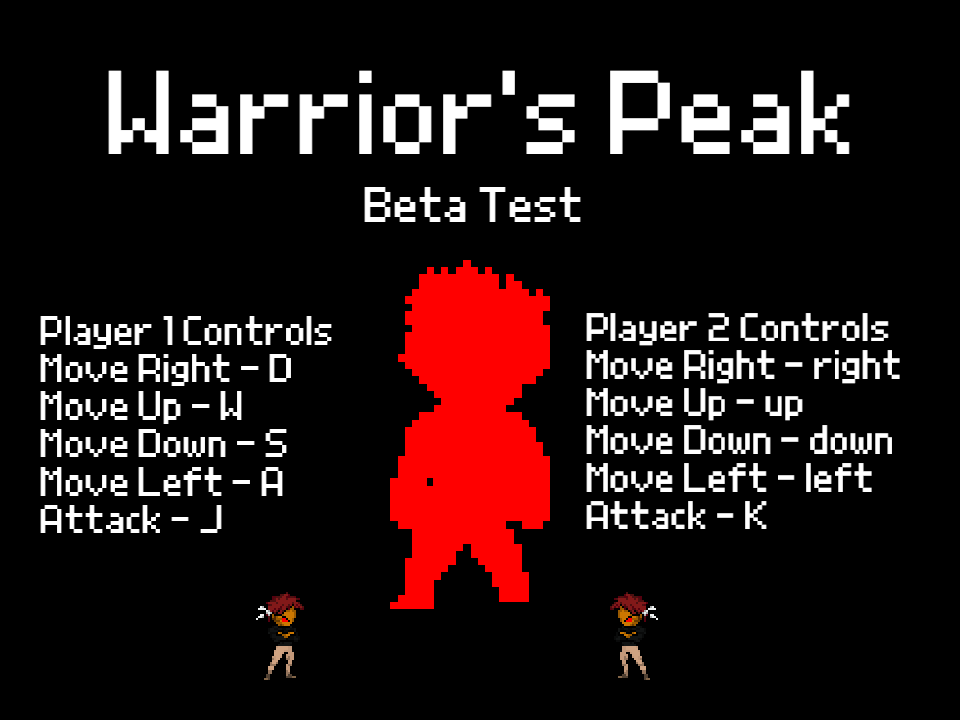 Warrior's Peak
Beta Test
Player 1 Controls
Move Right - D
Move Up - W
Move Down - S
Move Left - A
Attack - J
Player 2 Controls
Move Right - right
Move Up - up
Move Down - down
Move Left - left
Attack - K